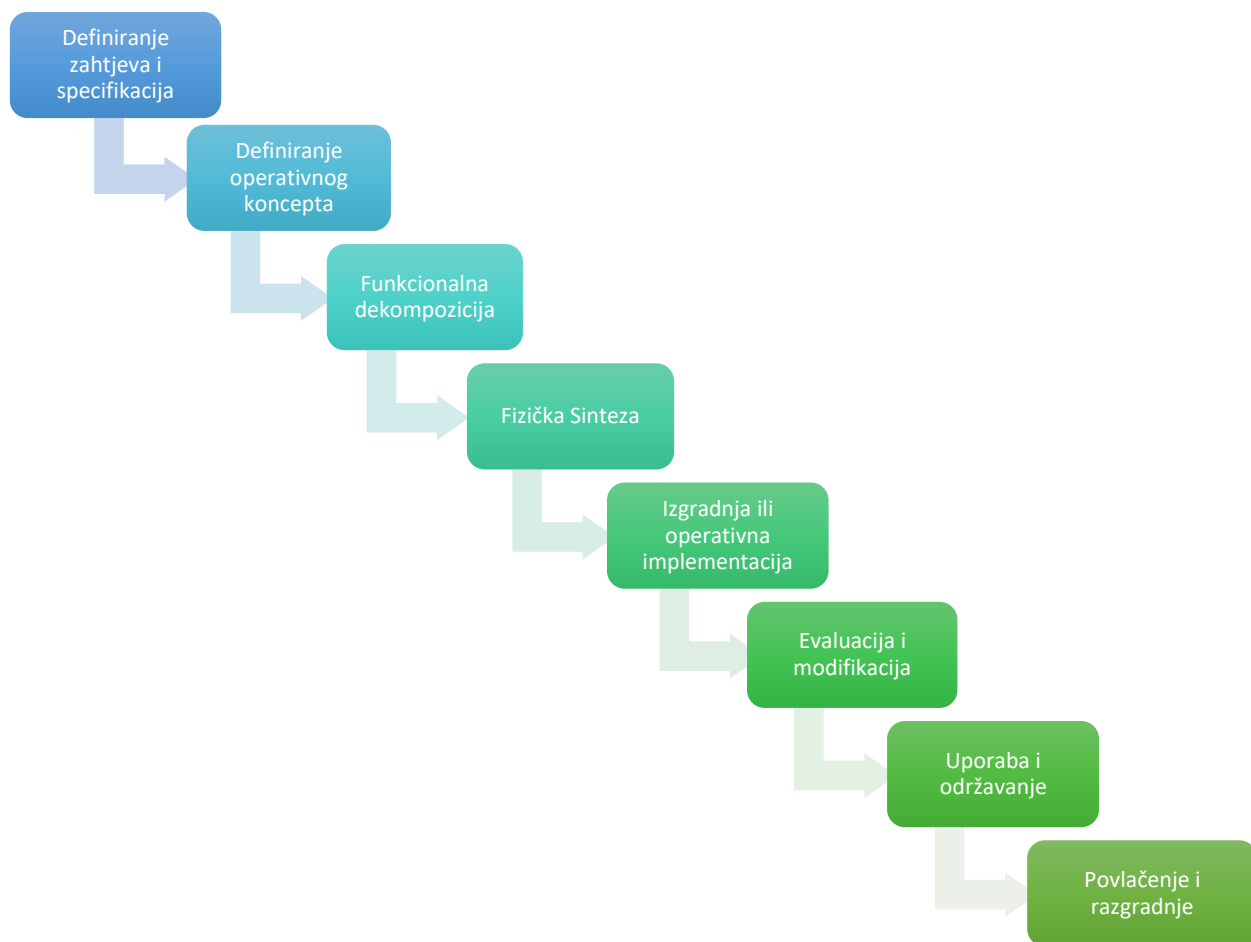 Definiranje
zahtjeva i
specifikacija
Definiranje
operativnog
koncepta
Funkcionalna
dekompozicija
Fizička Sinteza
Izgradnja ili
operativna
implementacija
Evaluacija i
modifikacija
Uporaba i
održavanje
Povlačenje i
razgradnje